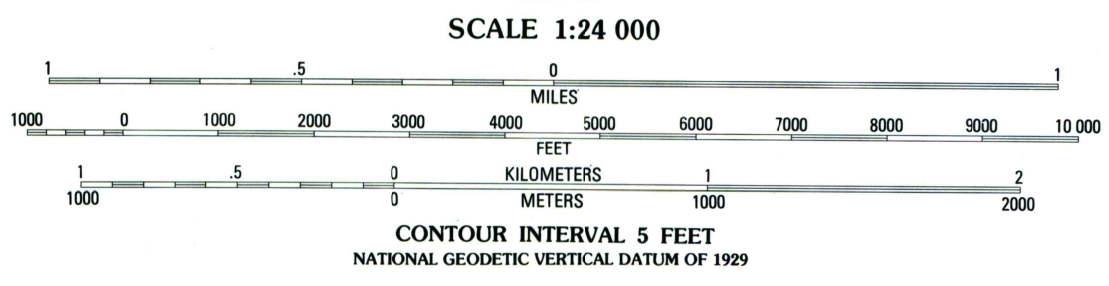 SCALE 1:24 000
1 .5 0 1
MILES
1000 0 1000 2000 3000 4000 5000 6000 7000 8000 9000 10 000
FEET
1 .5 0 KILOMETERS 1 2
1000 0 METERS 1000 2000
CONTOUR INTERVAL 5 FEET
NATIONAL GEODETIC VERTICAL DATUM OF 1929